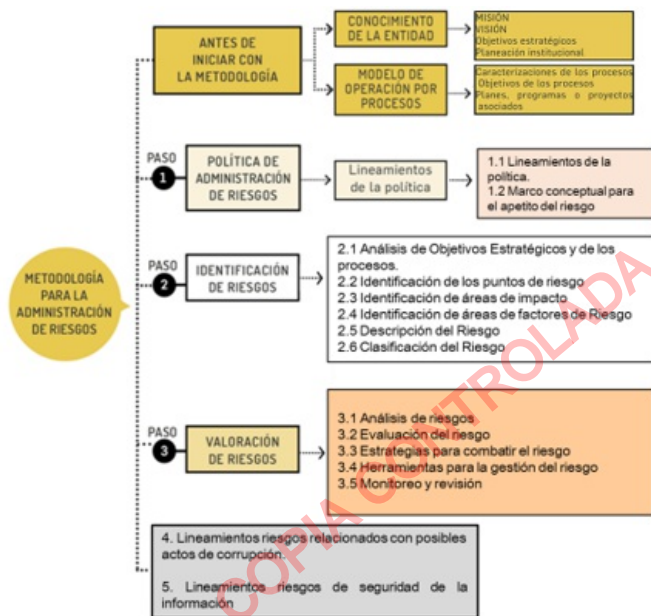 ANTES DE
INICIAR CON
LA METODOLOGÍA
CONOCIMIENTO
DE LA ENTIDAD
MISIÓN
VISIÓN
Objetivos estratégicos
Planeación institucional
MODELO DE
OPERACIÓN POR
PROCESOS
Caracterizaciones de los procesos
Objetivos de los procesos
Planes, programas o proyectos
asociados
PASO
1
POLÍTICA DE
ADMINISTRACIÓN
DE RIESGOS
Lineamientos
de la política
1.1 Lineamientos de la
política.
1.2 Marco conceptual para
el apetito del riesgo
METODOLOGÍA
PARA LA
ADMINISTRACIÓN
DE RIESGOS
PASO
2
IDENTIFICACIÓN
DE RIESGOS
2.1 Análisis de Objetivos Estratégicos y de los
procesos.
2.2 Identificación de los puntos de riesgo
2.3 Identificación de áreas de impacto
2.4 Identificación de áreas de factores de Riesgo
2.5 Descripción del Riesgo
2.6 Clasificación del Riesgo
PASO
3
VALORACIÓN
DE RIESGOS
3.1 Análisis de riesgos
3.2 Evaluación del riesgo
3.3 Estrategias para combatir el riesgo
3.4 Herramientas para la gestión del riesgo
3.5 Monitoreo y revisión
4. Lineamientos riesgos relacionados con posibles
actos de corrupción.
5. Lineamientos riesgos de seguridad de la
información
COPIA CONTROLADA